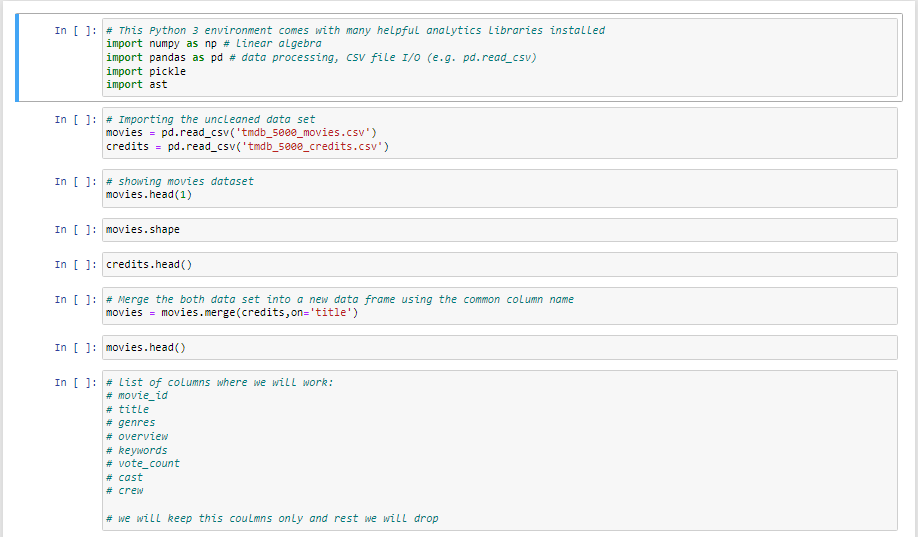 In [ ]: # This Python 3 environment comes with many helpful analytics libraries installed
import numpy as np # linear algebra
import pandas as pd # data processing, CSV file I/O (e.g. pd.read_csv)
import pickle
import ast
In [ ]: # Importing the uncleaned data set
movies = pd.read_csv('tmdb_5000_movies.csv')
credits = pd.read_csv('tmdb_5000_credits.csv')
In [ ]: # showing movies dataset
movies.head(1)
In [ ]: movies.shape
In [ ]: credits.head()
In [ ]: # Merge the both data set into a new data frame using the common column name
movies = movies.merge(credits,on='title')
In [ ]: movies.head()
In [ ]: # List of columns where we will work:
# movie_id
# title
# genres
# overview
# keywords
# vote_count
# cast
# crew
# we will keep this coulmns only and rest we will drop